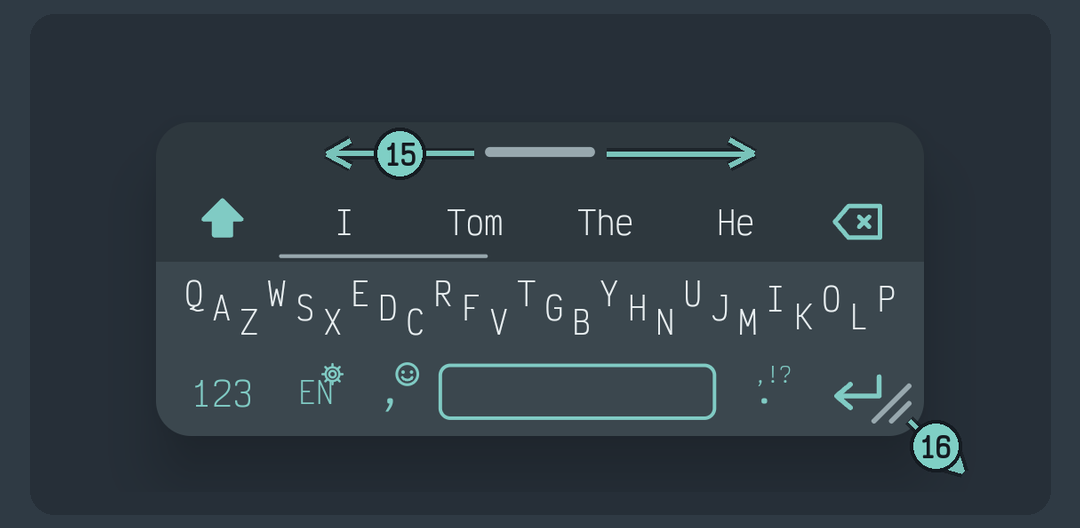 15
I Tom The He
Q A Z W S X E D C R F V T G B Y H N U J M I K O L P
123 EN , . ,!?
16